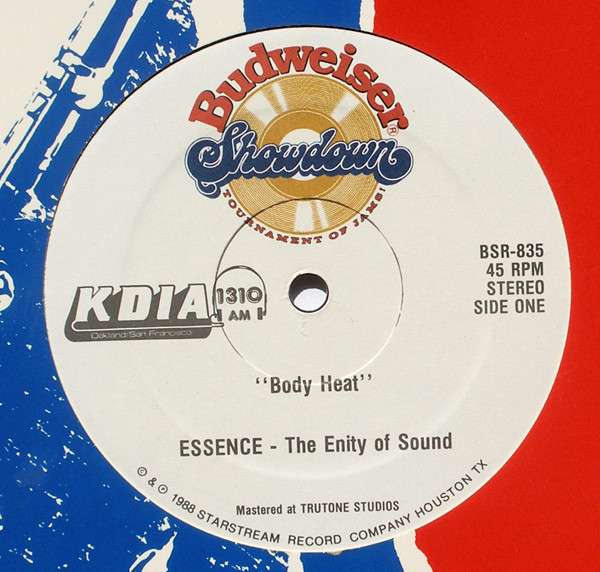 Budweiser®
Showdown
TOURNAMENT OF JAMS!
BSR-835
45 RPM
STEREO
SIDE ONE
KDIA 1310
AM
Oakland/San Francisco
"Body Heat"
ESSENCE - The Enity of Sound
Mastered at TRUTONE STUDIOS
© & ℗ 1988 STARSTREAM RECORD COMPANY HOUSTON TX